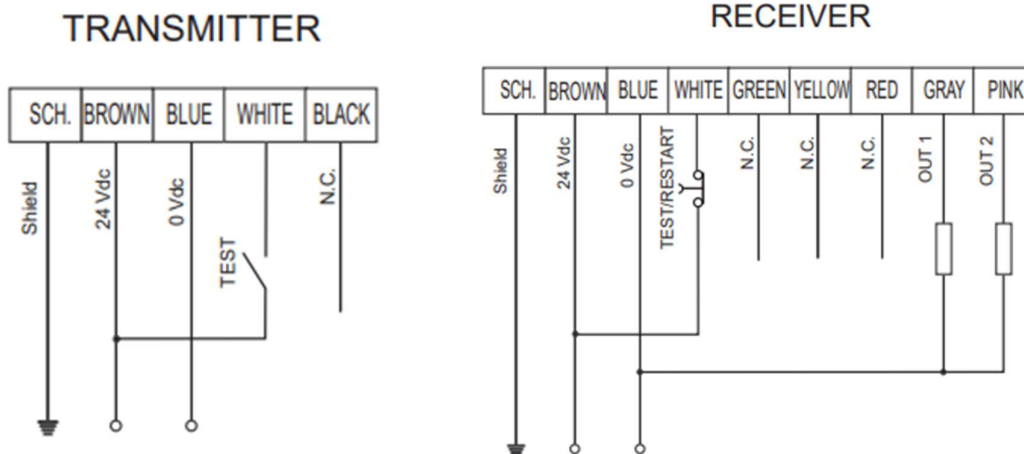 TRANSMITTER
SCH. BROWN BLUE WHITE BLACK
Shield
24 Vdc
0 Vdc
TEST
N.C.
RECEIVER
SCH. BROWN BLUE WHITE GREEN YELLOW RED GRAY PINK
Shield
24 Vdc
0 Vdc
TEST/RESTART
N.C.
N.C.
N.C.
OUT 1
OUT 2